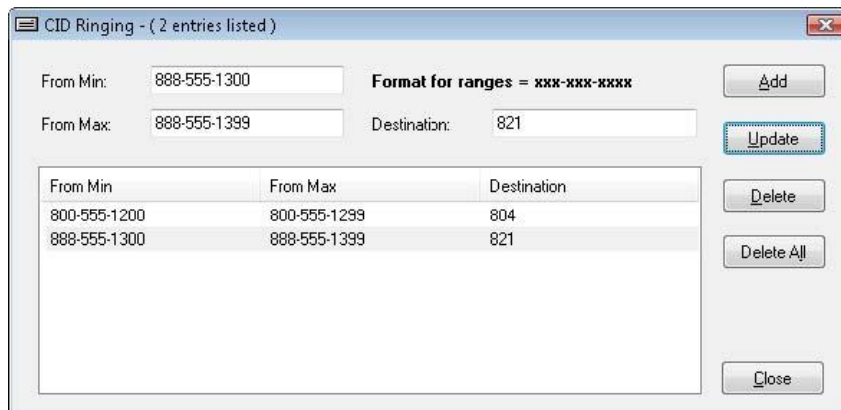 CID Ringing - ( 2 entries listed )
From Min: 888-555-1300 Format for ranges = xxx-xxx-xxxx Add
From Max: 888-555-1399 Destination: 821 Update
From Min From Max Destination
800-555-1200 800-555-1299 804 Delete
888-555-1300 888-555-1399 821
Delete All
Close